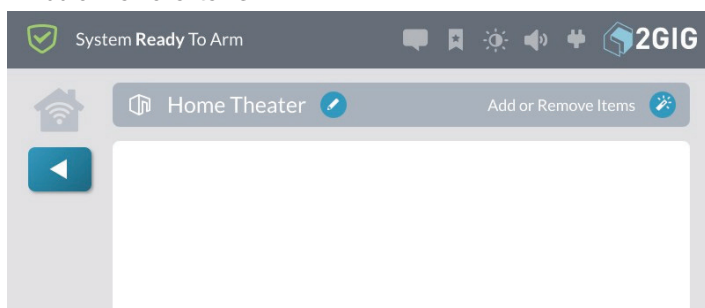 System Ready To Arm
2GIG
Home Theater
Add or Remove Items